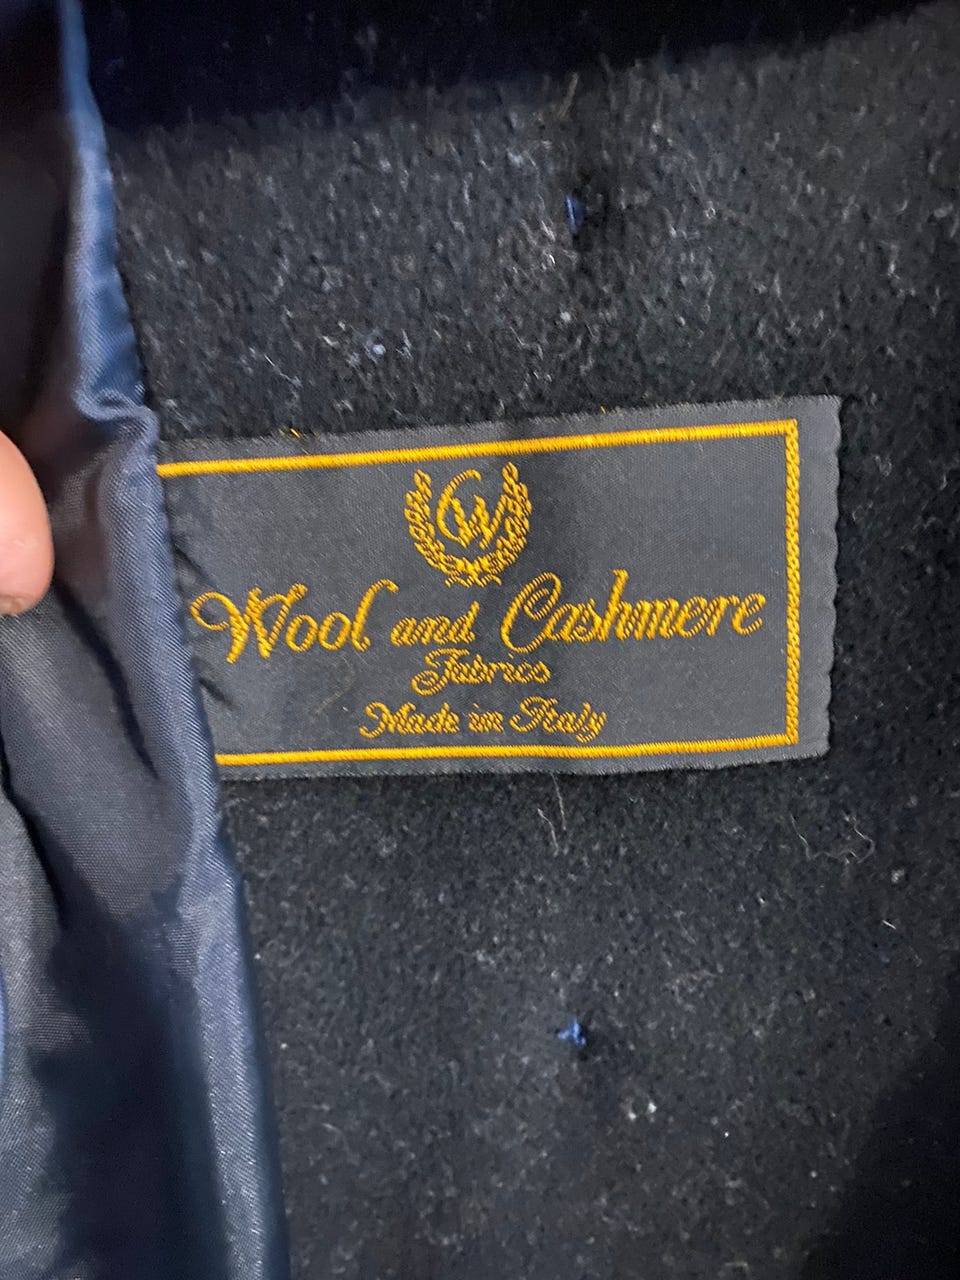 CW
Wool and Cashmere
Fabrics
Made in Italy